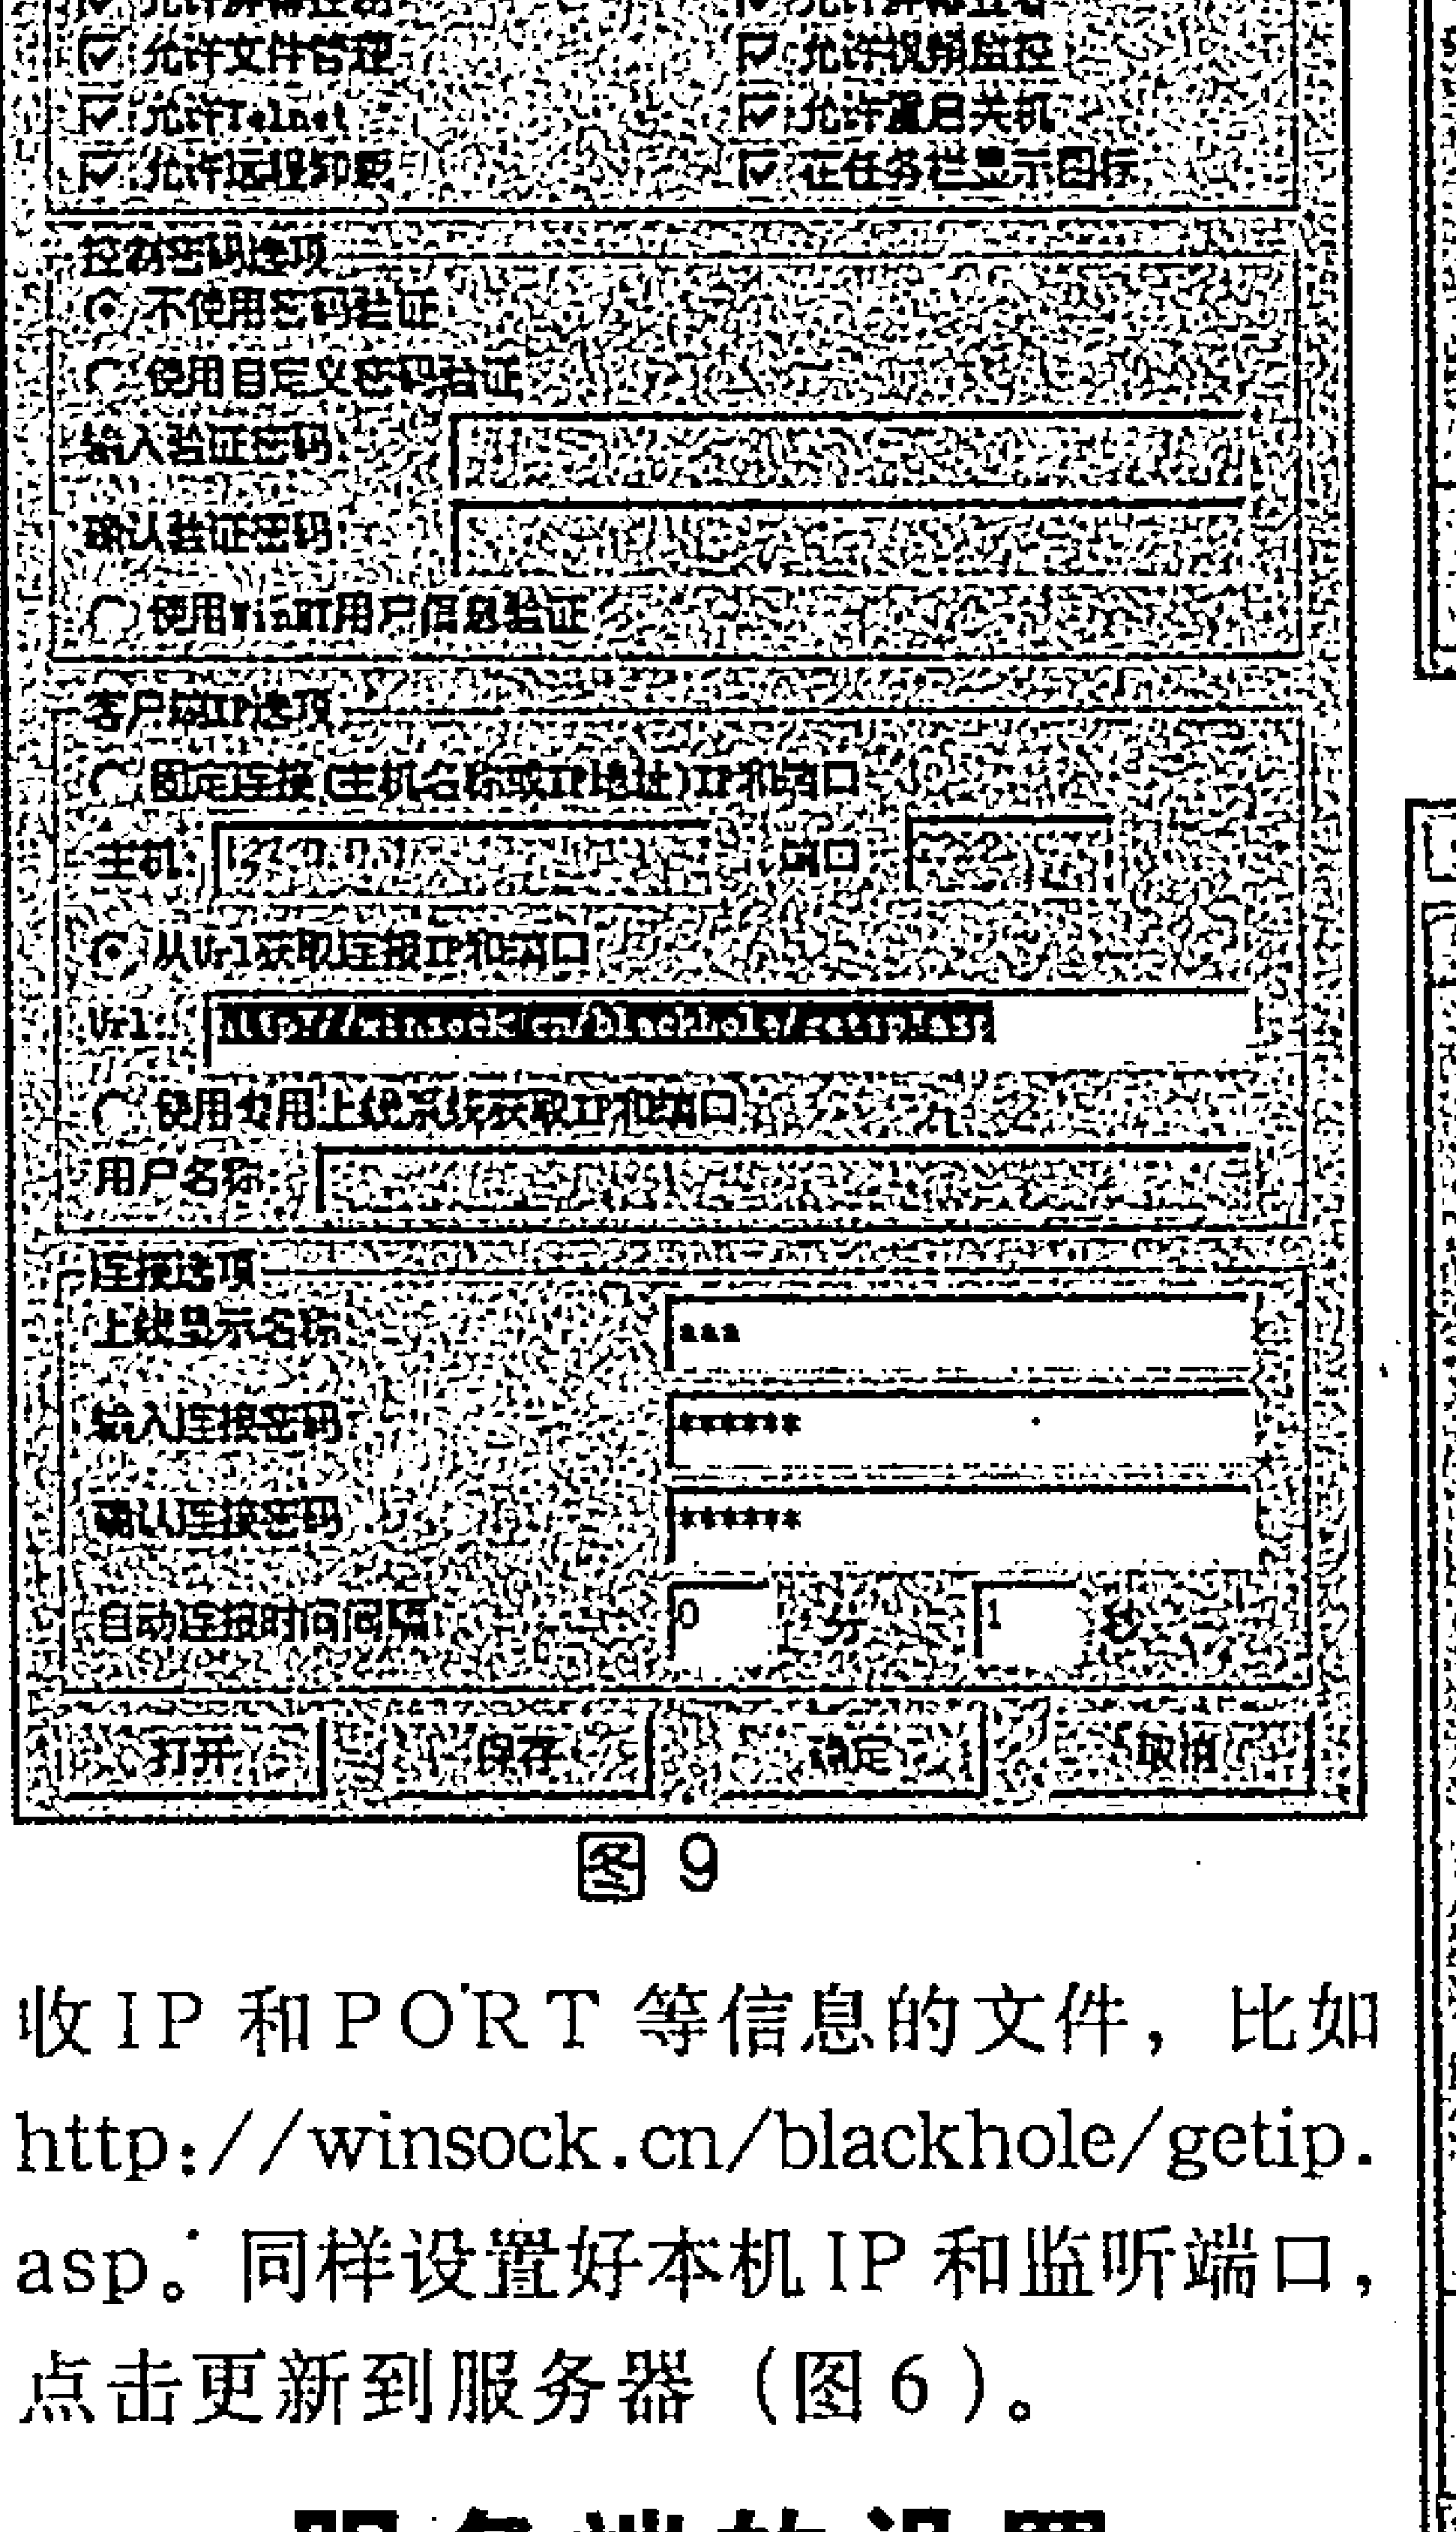 允许文件管理 允许视频监控
允许Telnet 允许重启关机
允许远程卸载 在任务栏显示图标
控制密码选项
不使用密码验证
使用自定义密码验证
输入验证密码
确认验证密码
使用WinNT用户信息验证
客户端IP选项
固定连接(主机名称或IP地址)IP和端口
主机 端口
从Url获取连接IP和端口
Url: http://winsock.cn/blackhole/getip.asp
使用专用上线系统获取IP和端口
用户名称
连接选项
上线显示名称 aaa
输入连接密码 ******
确认连接密码 ******
自动连接时间间隔 0 分 1 秒
打开 保存 确定 取消
图 9
收IP 和PORT 等信息的文件，比如
http://winsock.cn/blackhole/getip.
asp。同样设置好本机IP 和监听端口，
点击更新到服务器（图 6）。